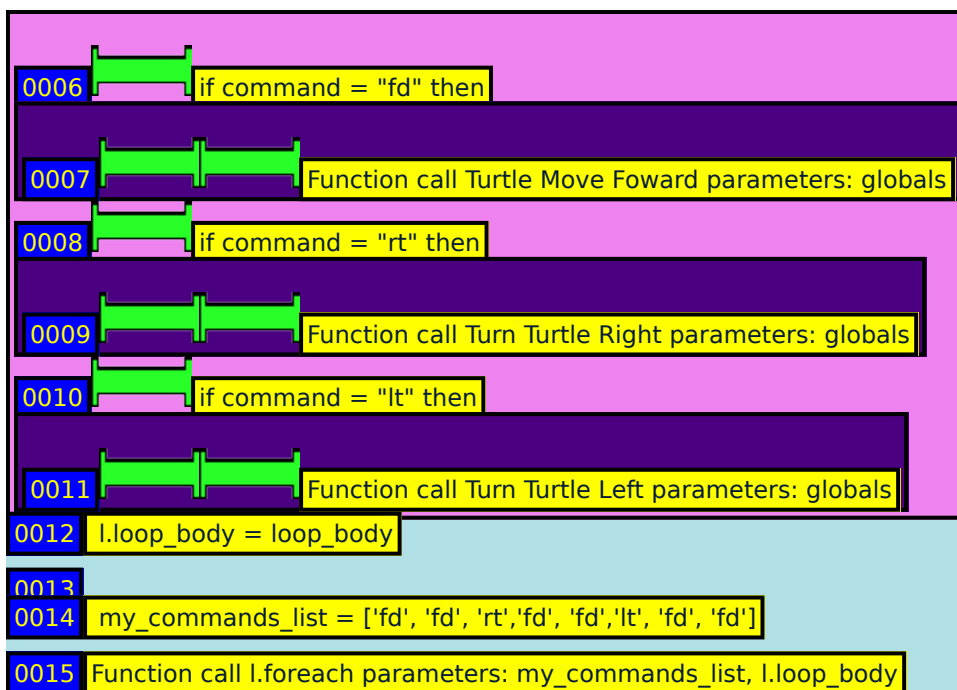 0006 if command = "fd" then
0007 Function call Turtle Move Foward parameters: globals
0008 if command = "rt" then
0009 Function call Turn Turtle Right parameters: globals
0010 if command = "lt" then
0011 Function call Turn Turtle Left parameters: globals
0012 l.loop_body = loop_body
0013
0014 my_commands_list = ['fd', 'fd', 'rt','fd', 'fd','lt', 'fd', 'fd']
0015 Function call l.foreach parameters: my_commands_list, l.loop_body